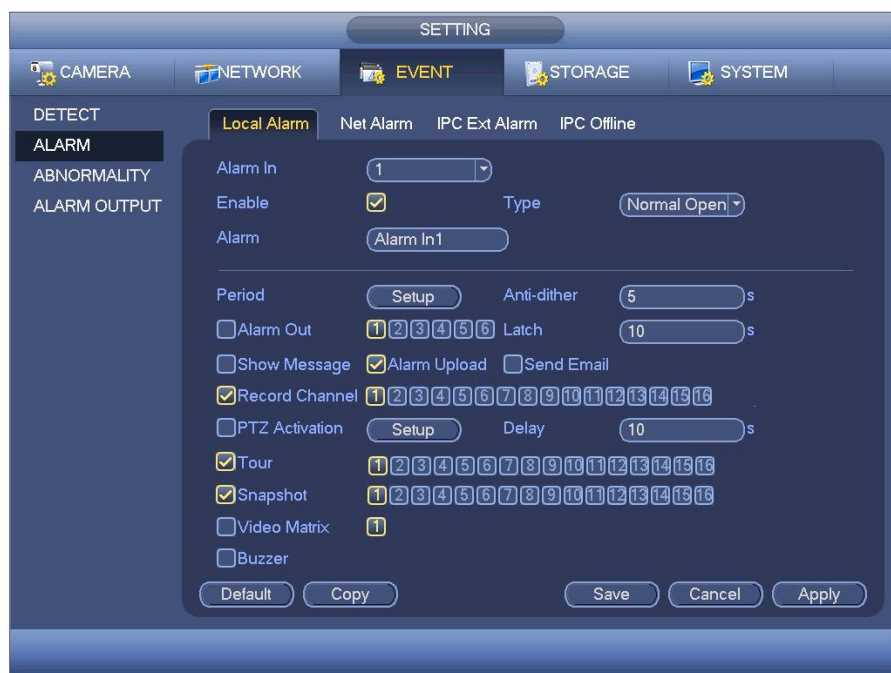 SETTING
CAMERA NETWORK EVENT STORAGE SYSTEM
DETECT
ALARM
ABNORMALITY
ALARM OUTPUT
Local Alarm Net Alarm IPC Ext Alarm IPC Offline
Alarm In 1
Enable Type Normal Open
Alarm Alarm In1
Period Setup Anti-dither 5 s
Alarm Out 1 2 3 4 5 6 Latch 10 s
Show Message Alarm Upload Send Email
Record Channel 1 2 3 4 5 6 7 8 9 10 11 12 13 14 15 16
PTZ Activation Setup Delay 10 s
Tour 1 2 3 4 5 6 7 8 9 10 11 12 13 14 15 16
Snapshot 1 2 3 4 5 6 7 8 9 10 11 12 13 14 15 16
Video Matrix 1
Buzzer
Default Copy Save Cancel Apply